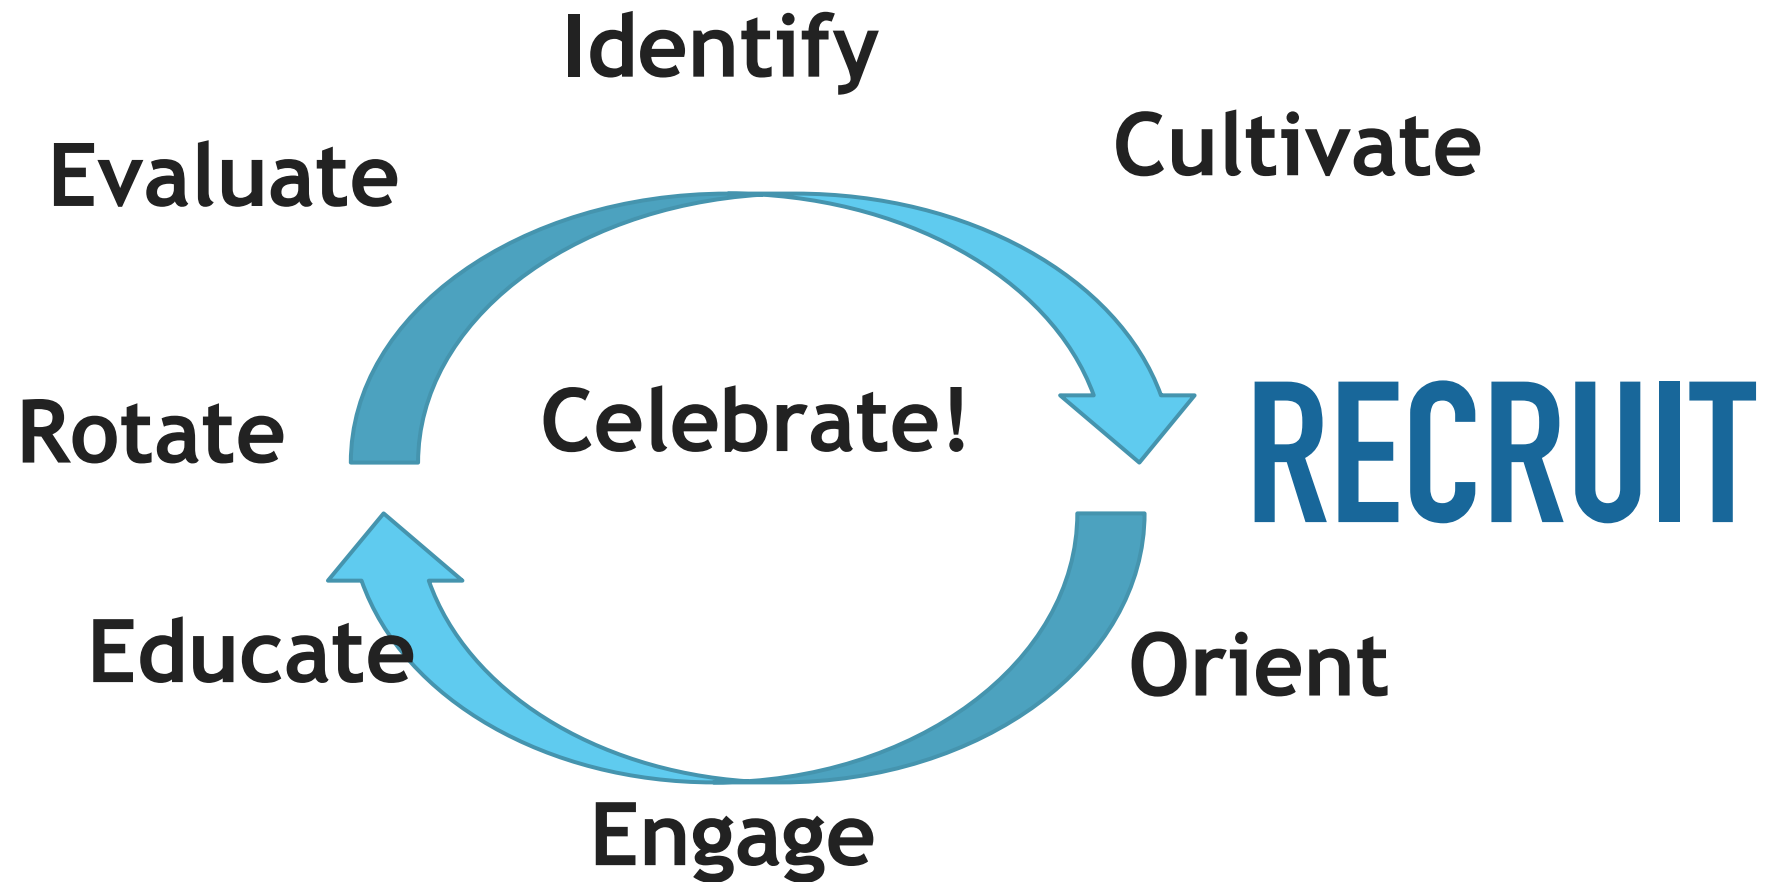 Identify
Cultivate
Evaluate
Rotate
Celebrate!
RECRUIT
Educate
Orient
Engage